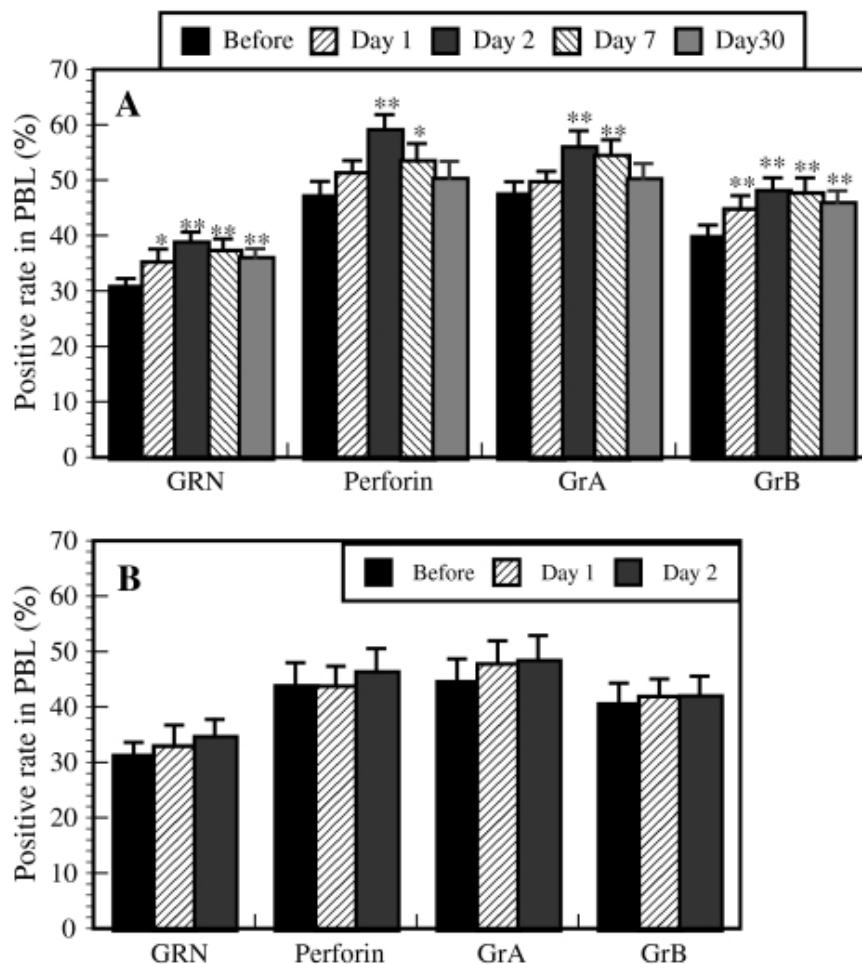 Before Day 1 Day 2 Day 7 Day30
A
Positive rate in PBL (%)
70
60
50
40
30
20
10
0
* ** ** **
** *
** **
** ** ** **
GRN Perforin GrA GrB
B
Before Day 1 Day 2
Positive rate in PBL (%)
70
60
50
40
30
20
10
0
GRN Perforin GrA GrB